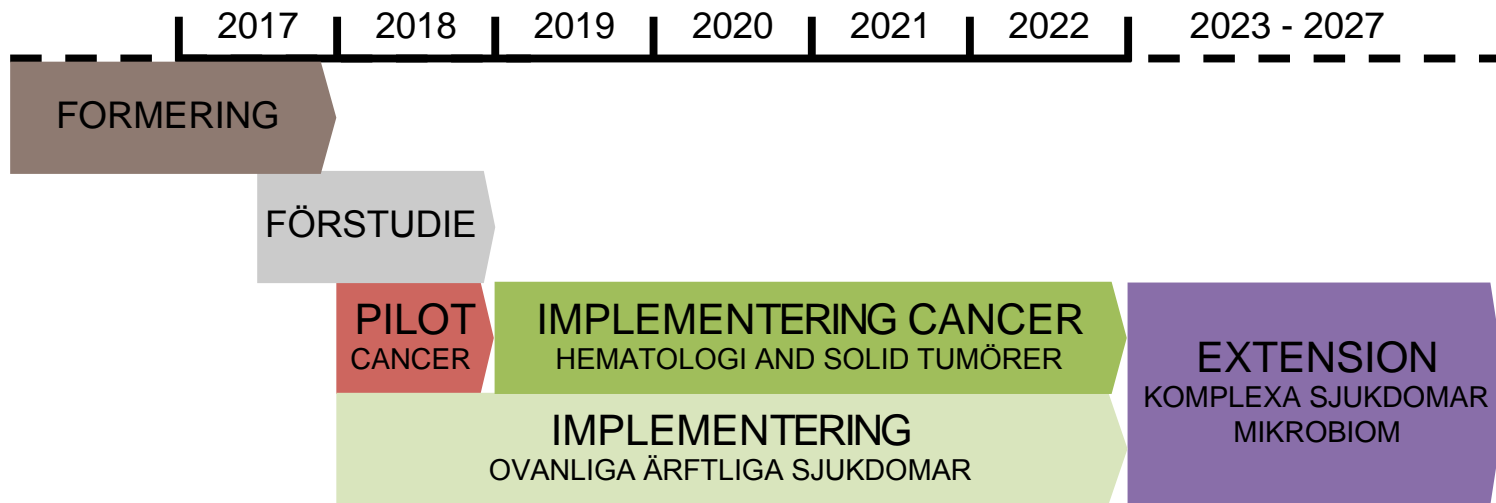 2017 2018 2019 2020 2021 2022 2023 - 2027
FORMERING
FÖRSTUDIE
PILOT
CANCER
IMPLEMENTERING CANCER
HEMATOLOGI AND SOLID TUMÖRER
IMPLEMENTERING
OVANLIGA ÄRFTLIGA SJUKDOMAR
EXTENSION
KOMPLEXA SJUKDOMAR
MIKROBIOM